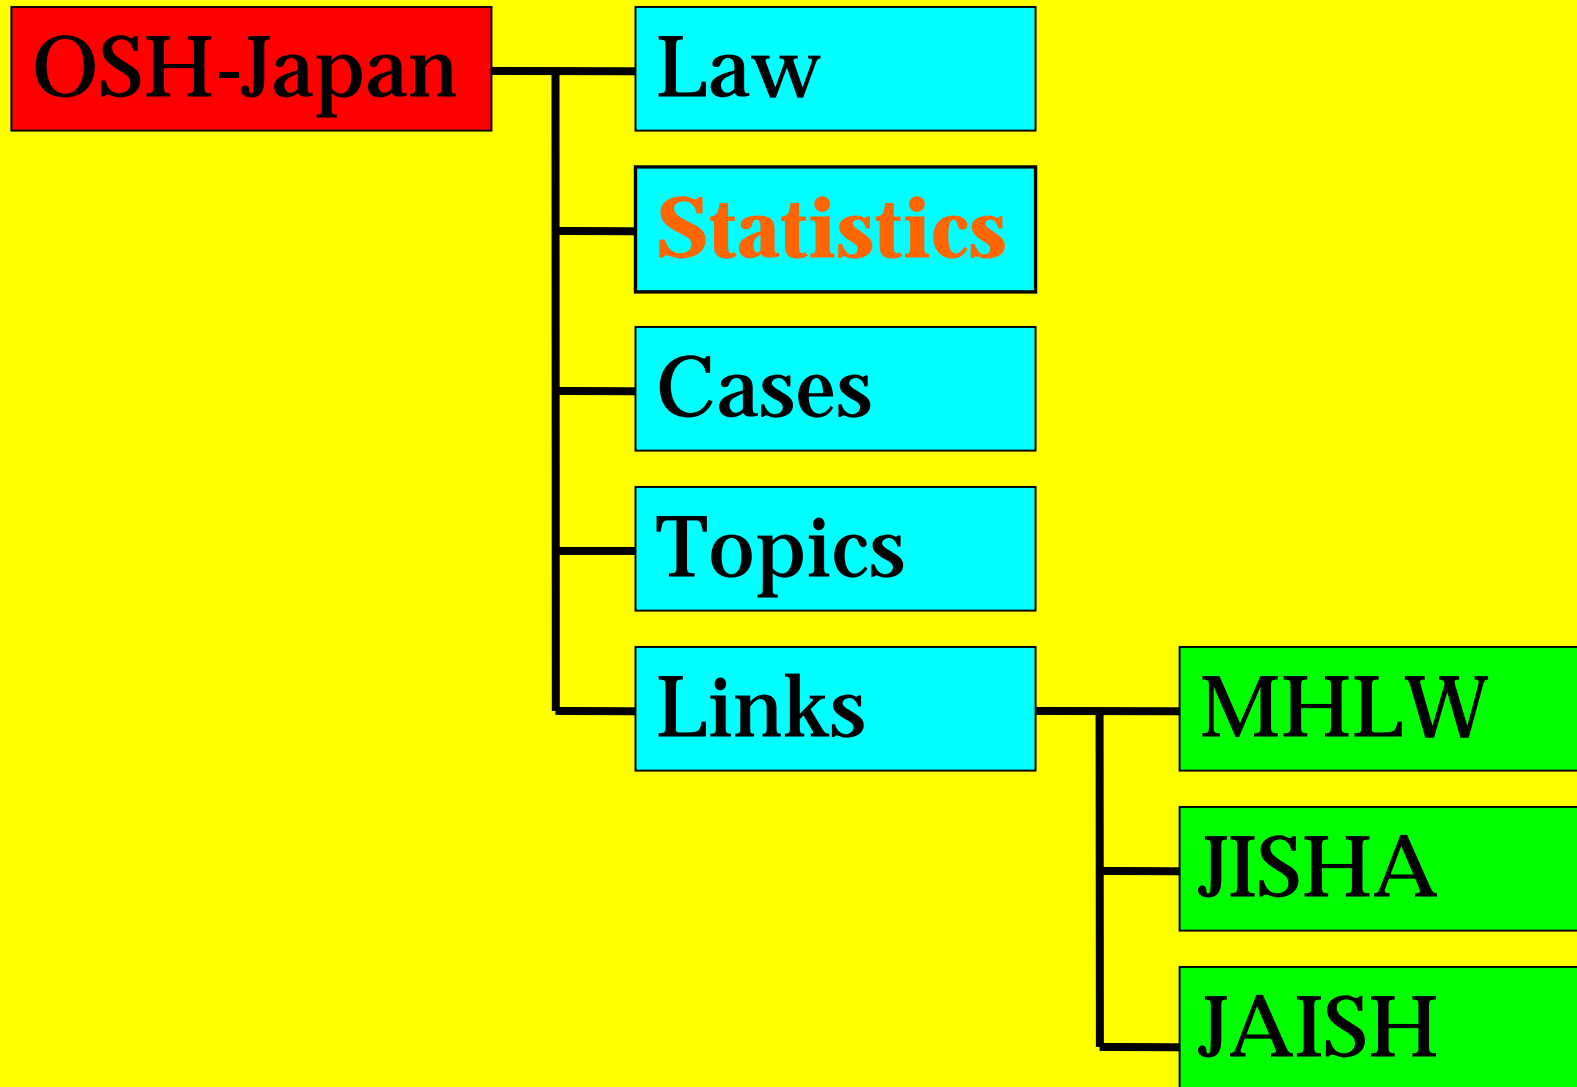 OSH-Japan
Law
Statistics
Cases
Topics
Links
MHLW
JISHA
JAISH